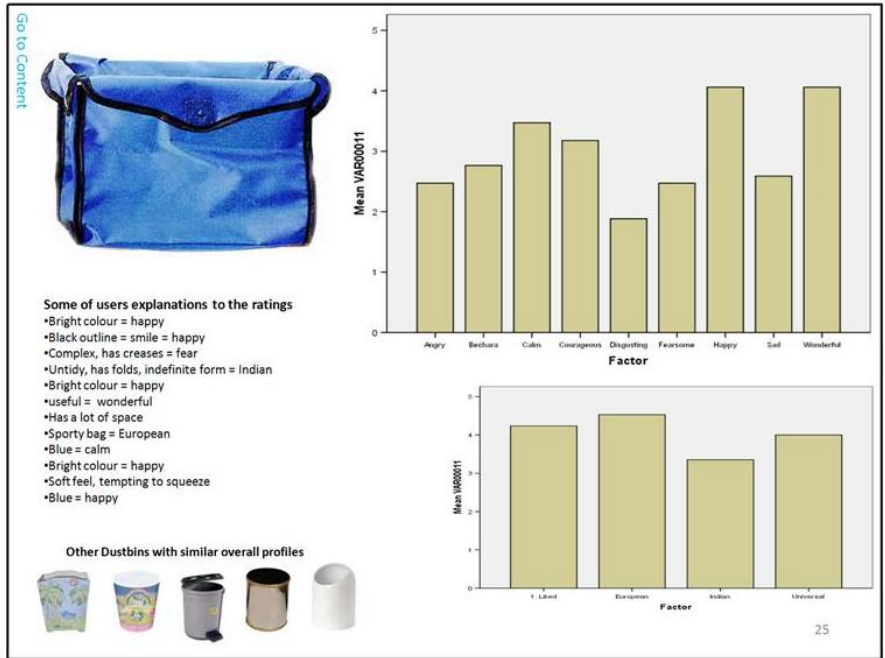 Go to Content
Some of users explanations to the ratings
•Bright colour = happy
•Black outline = smile = happy
•Complex, has creases = fear
•Untidy, has folds, indefinite form = Indian
•Bright colour = happy
•useful = wonderful
•Has a lot of space
•Sporty bag = European
•Blue = calm
•Bright colour = happy
•Soft feel, tempting to squeeze
•Blue = happy
Other Dustbins with similar overall profiles
Mean VAR00011
5
4
3
2
1
0
Angry Bechara Calm Courageous Disgusting Fearsome Happy Sad Wonderful
Factor
Mean VAR00011
5
4
3
2
1
0
1. Liked European Indian Universal
Factor
25